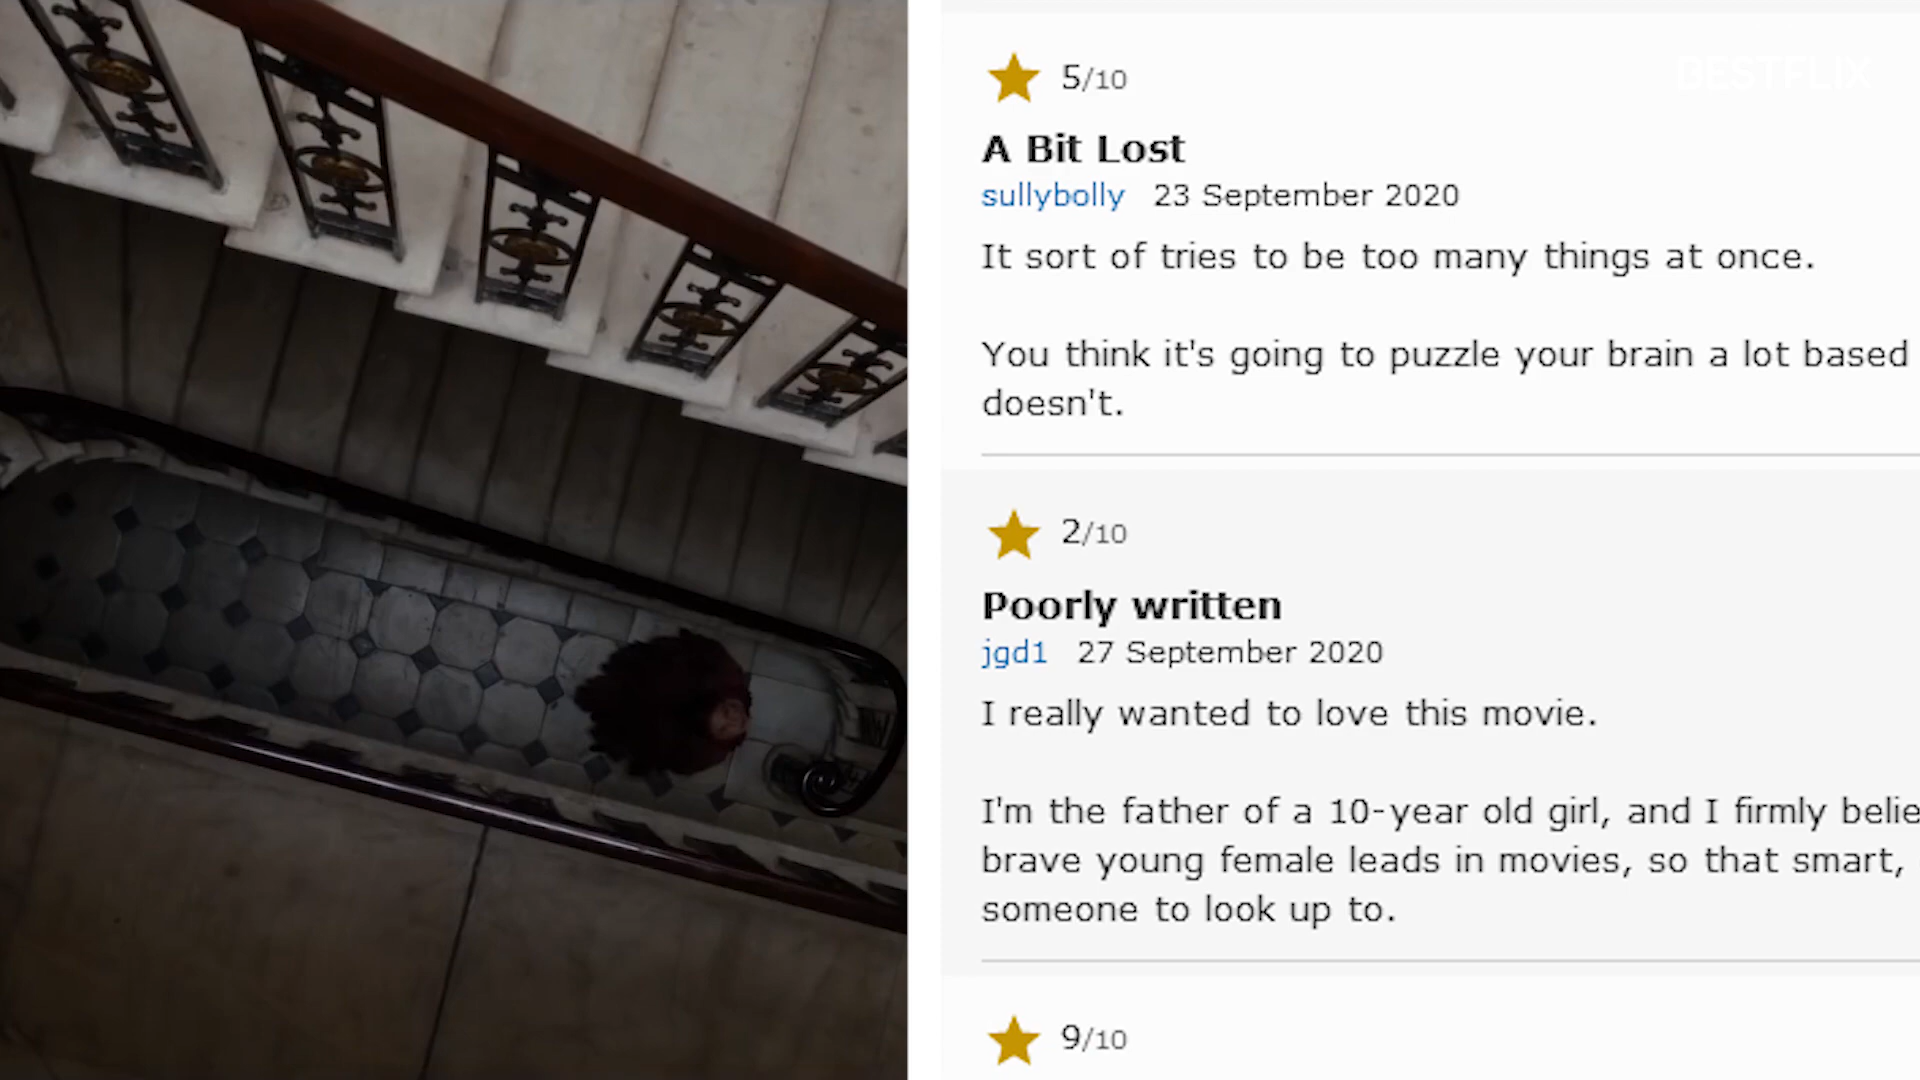 BESTFLIX
5/10
A Bit Lost
sullybolly 23 September 2020
It sort of tries to be too many things at once.
You think it's going to puzzle your brain a lot based
doesn't.
2/10
Poorly written
jgd1 27 September 2020
I really wanted to love this movie.
I'm the father of a 10-year old girl, and I firmly belie
brave young female leads in movies, so that smart,
someone to look up to.
9/10